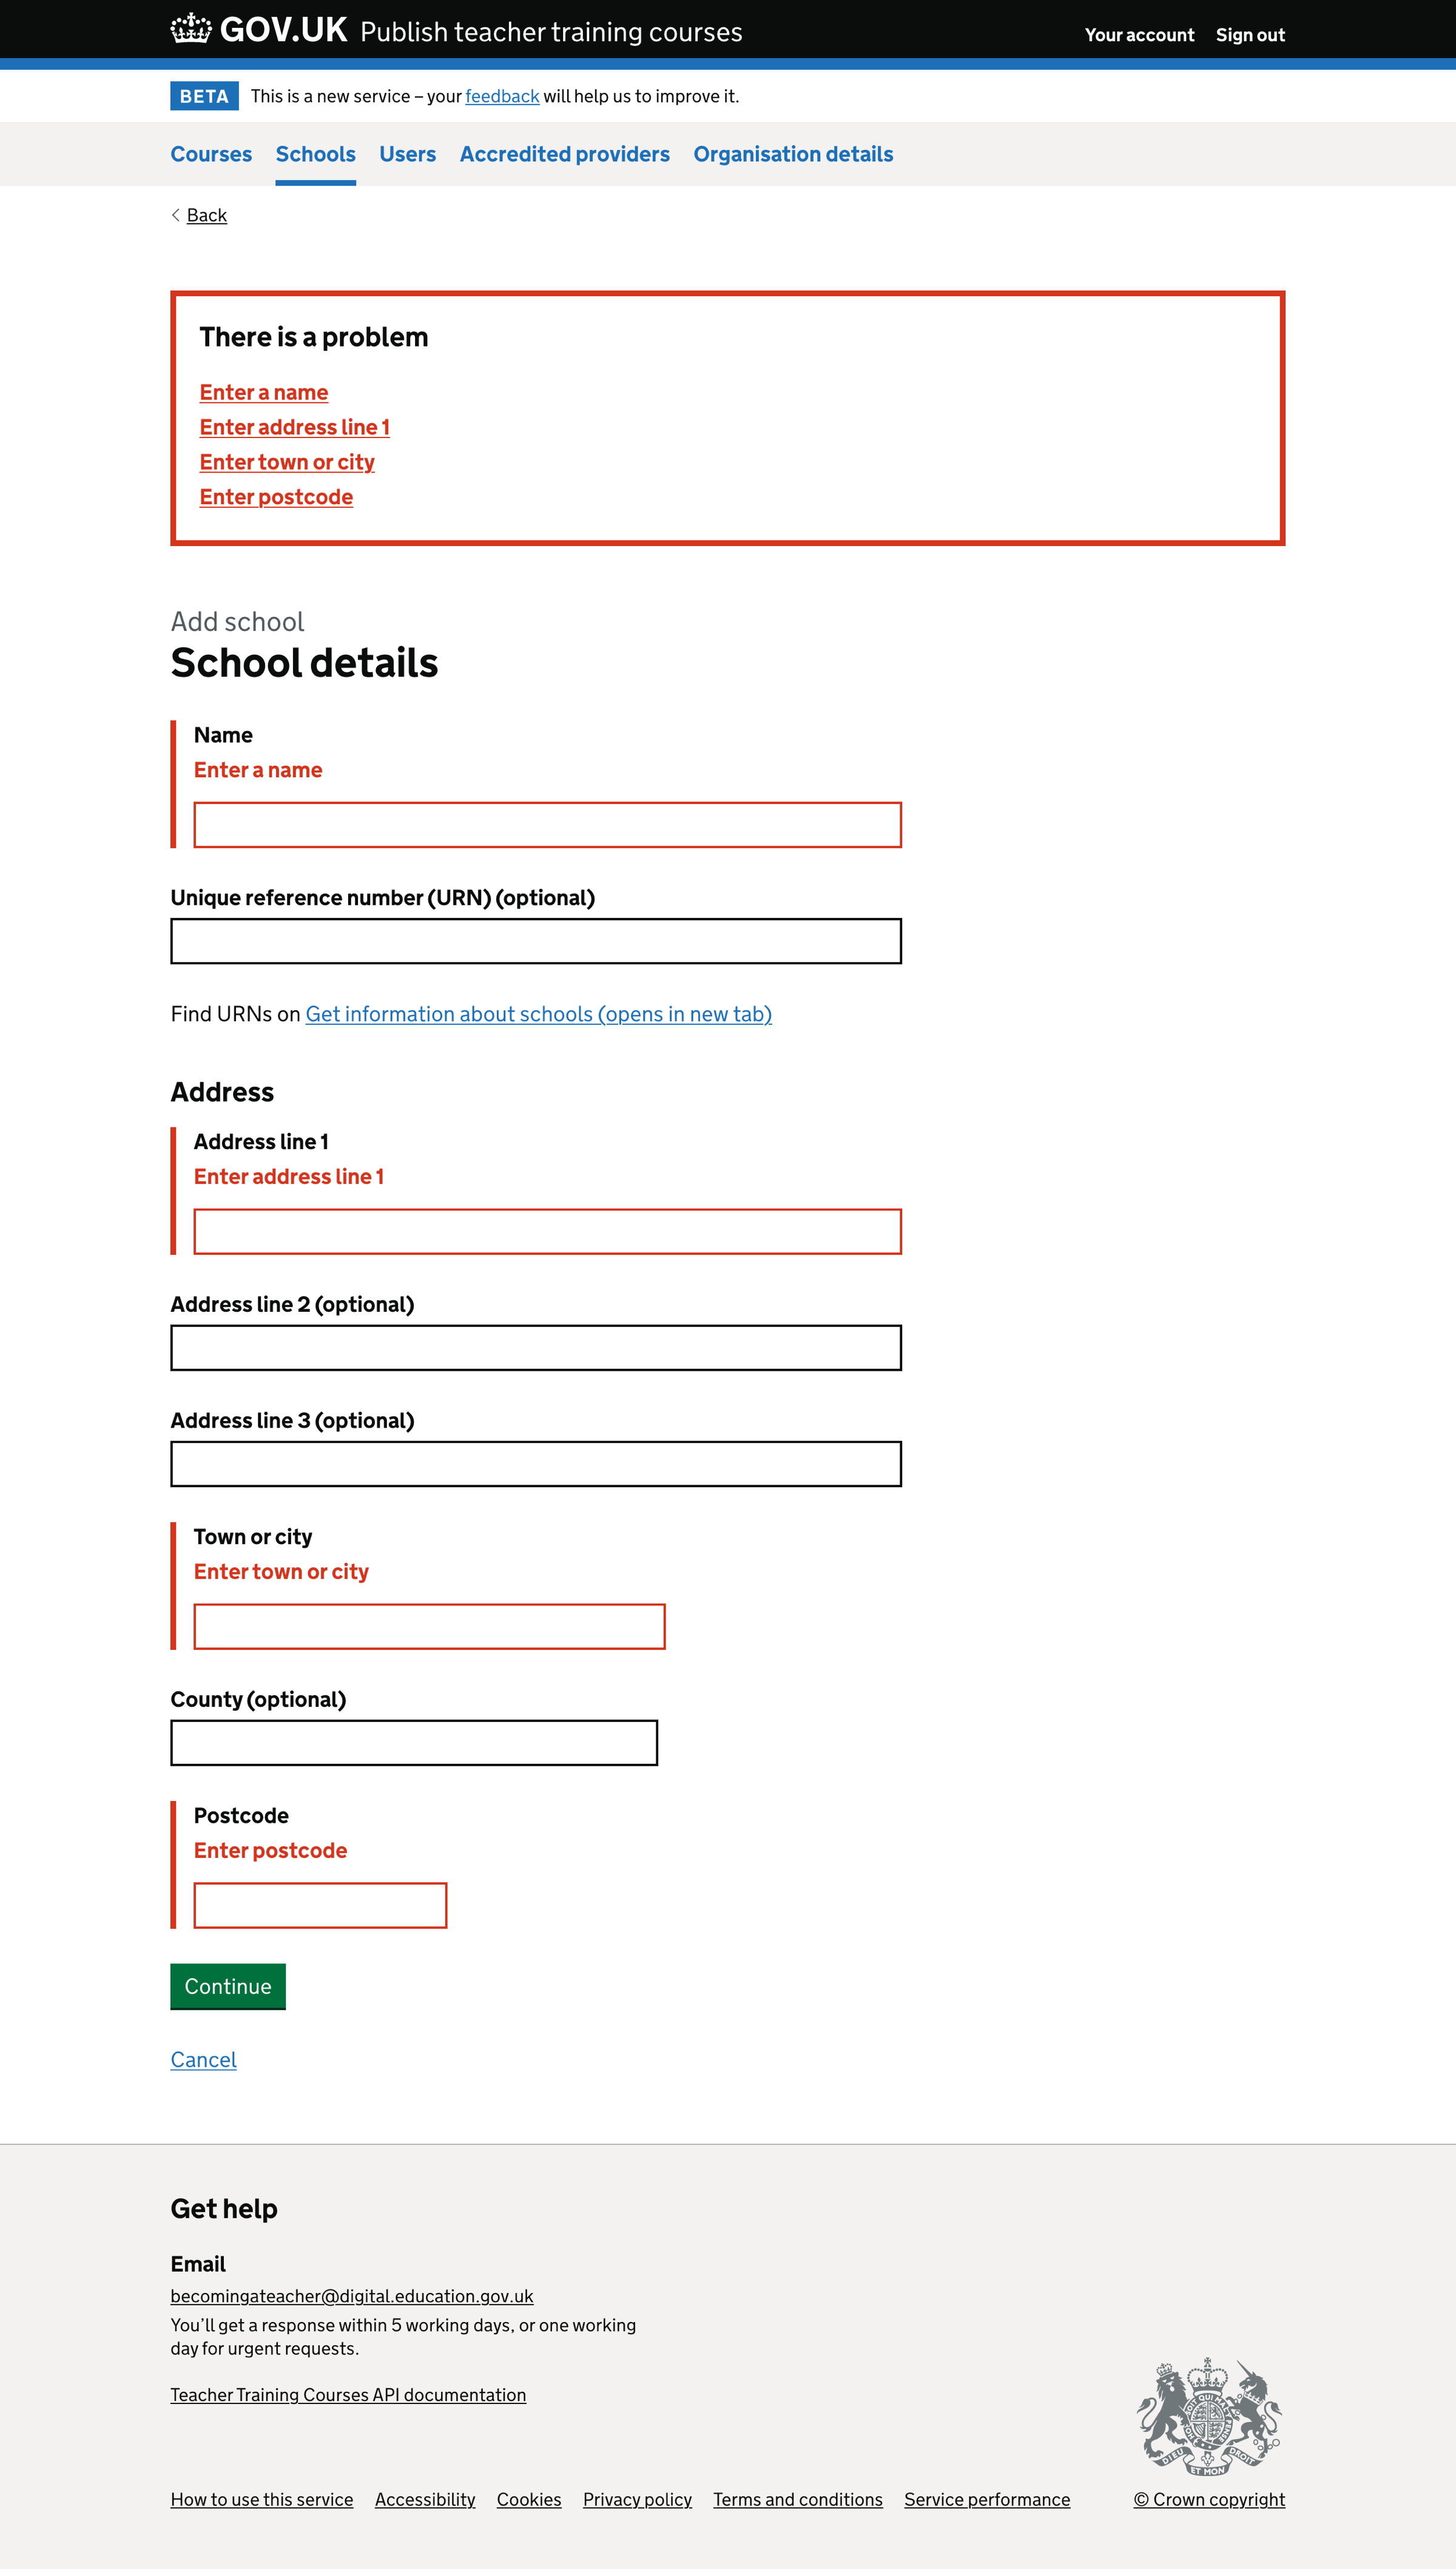 GOV.UK Publish teacher training courses
Your account Sign out
BETA This is a new service – your feedback will help us to improve it.
Courses Schools Users Accredited providers Organisation details
Back
There is a problem
Enter a name
Enter address line 1
Enter town or city
Enter postcode
Add school
School details
Name
Enter a name
Unique reference number (URN) (optional)
Find URNs on Get information about schools (opens in new tab)
Address
Address line 1
Enter address line 1
Address line 2 (optional)
Address line 3 (optional)
Town or city
Enter town or city
County (optional)
Postcode
Enter postcode
Continue
Cancel
Get help
Email
becomingateacher@digital.education.gov.uk
You’ll get a response within 5 working days, or one working
day for urgent requests.
Teacher Training Courses API documentation
DIEU ET MON DROIT
How to use this service Accessibility Cookies Privacy policy Terms and conditions Service performance
© Crown copyright